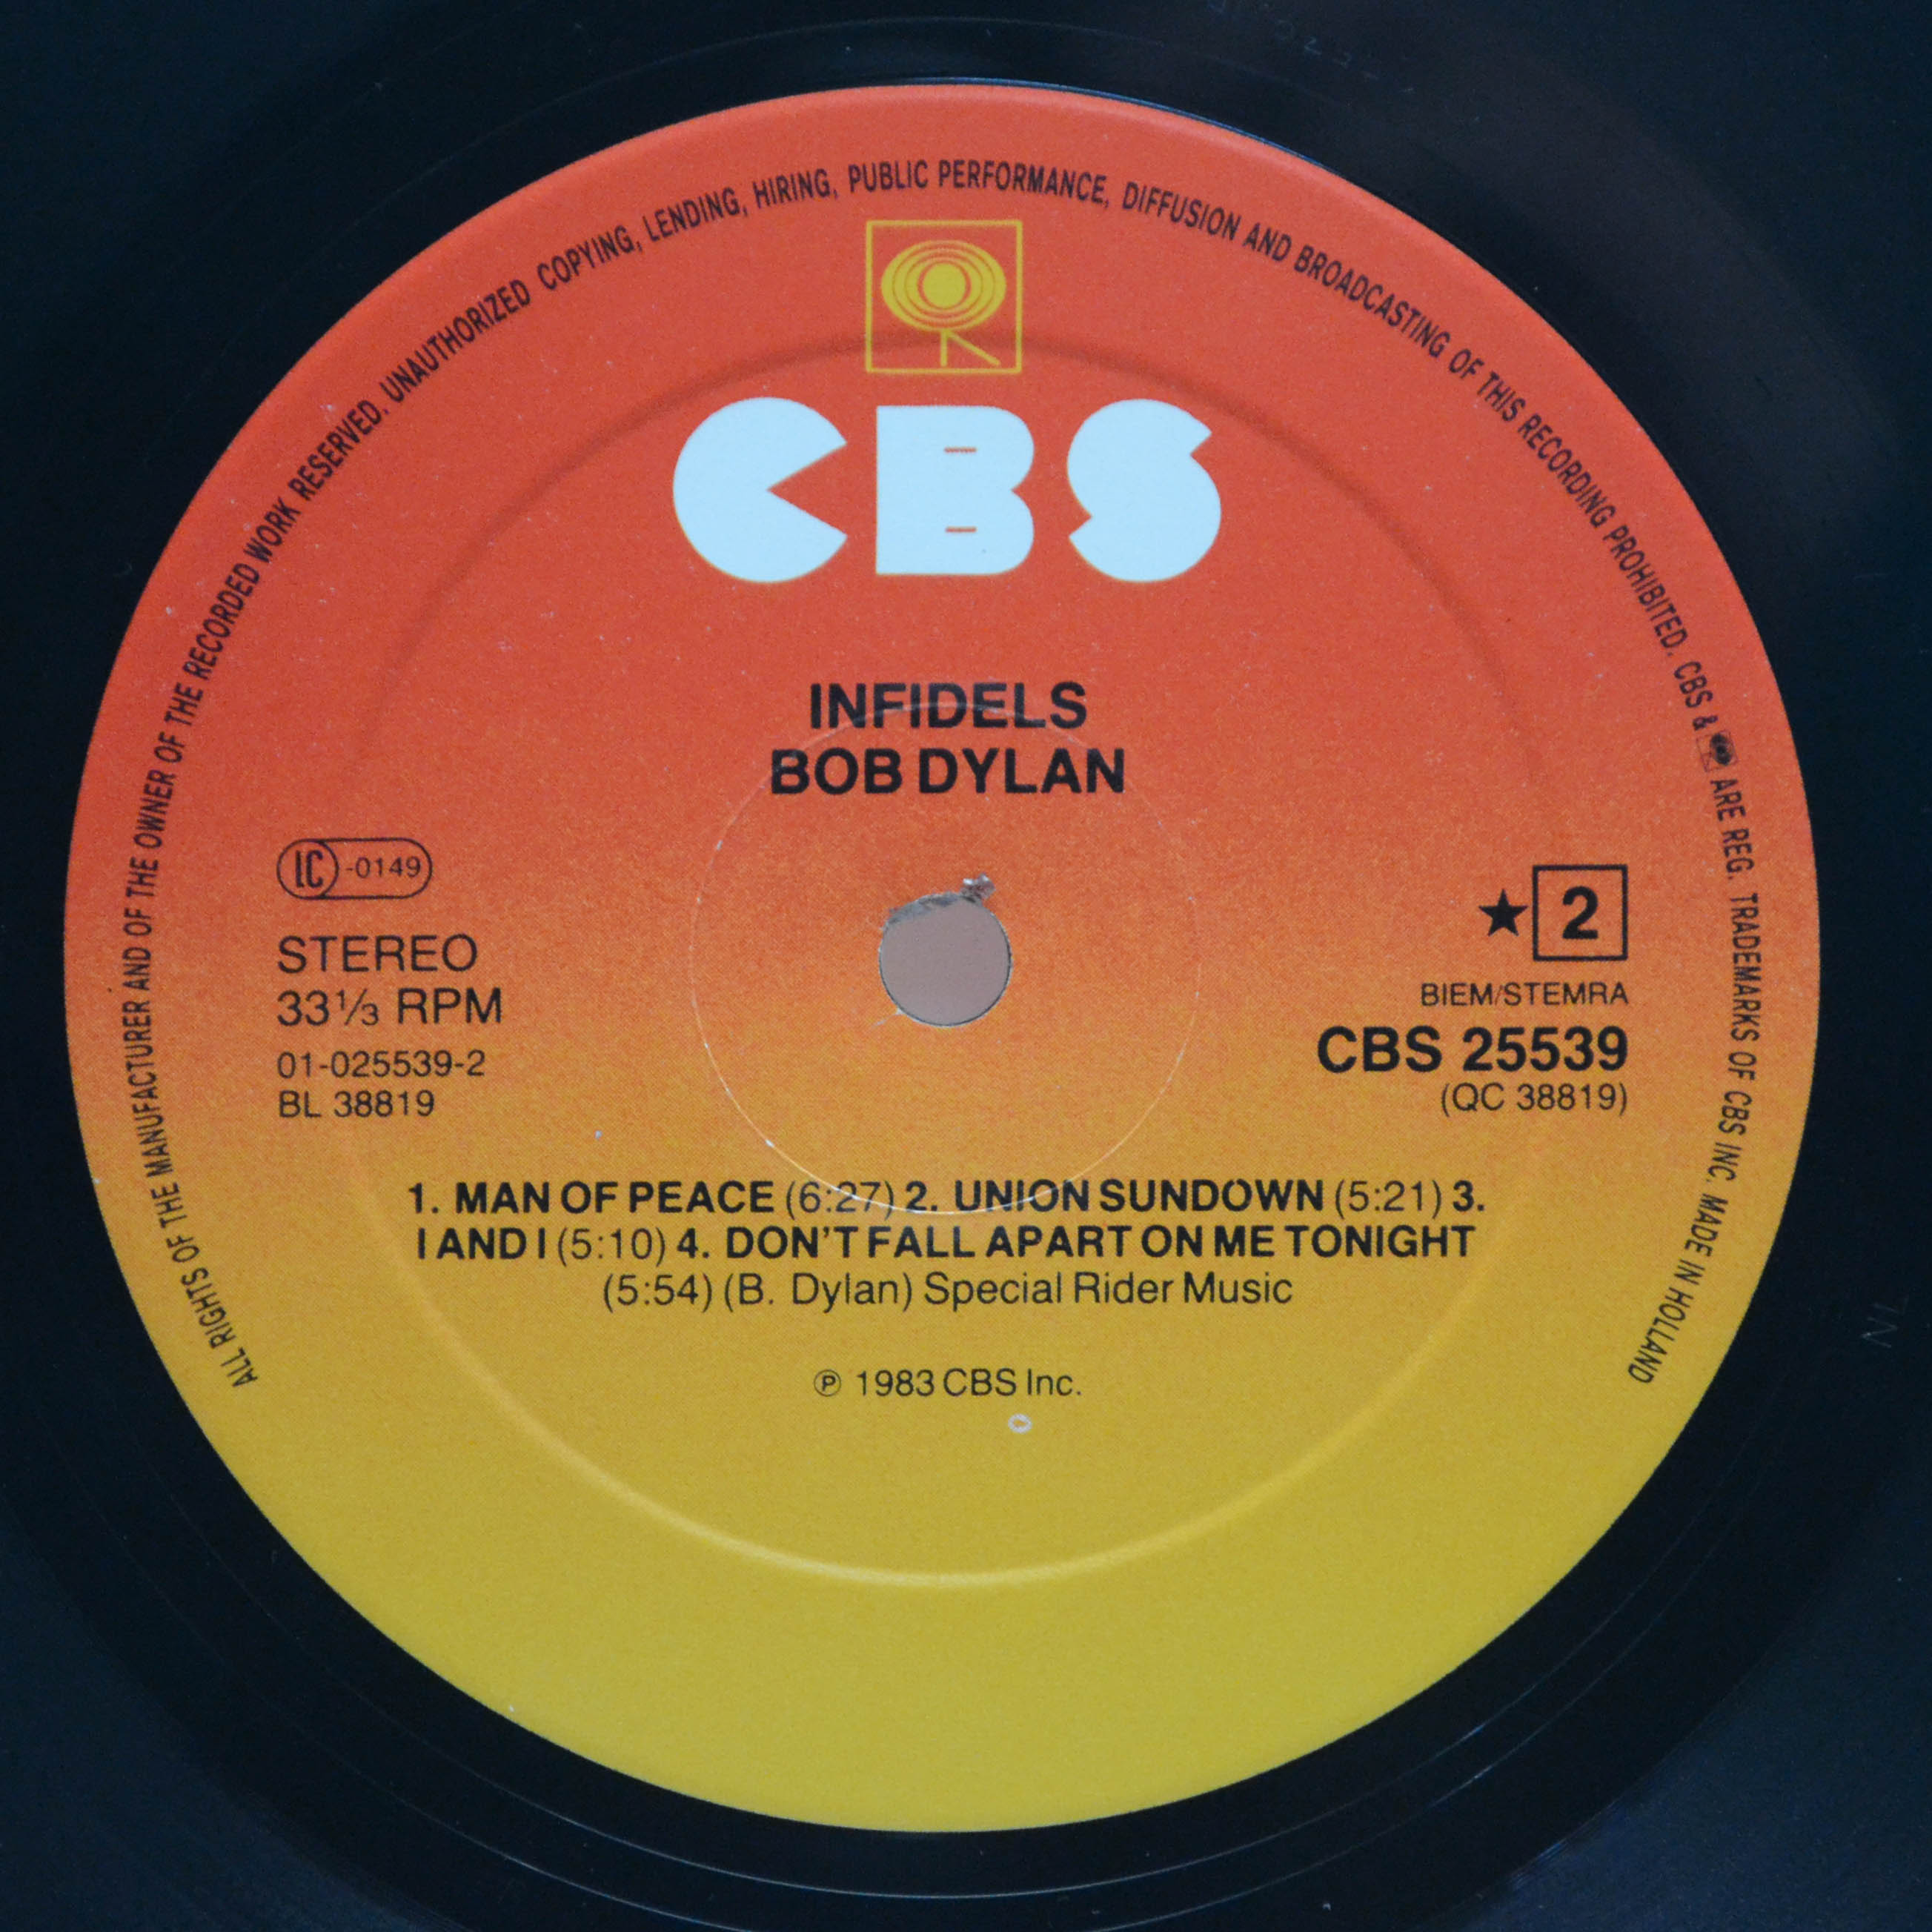 ALL RIGHTS OF THE MANUFACTURER AND OF THE OWNER OF THE RECORDED WORK RESERVED. UNAUTHORIZED COPYING, LENDING, HIRING, PUBLIC PERFORMANCE, DIFFUSION AND BROADCASTING OF THIS RECORDING PROHIBITED. CBS & ARE REG. TRADEMARKS OF CBS INC. MADE IN HOLLAND
CBS
INFIDELS
BOB DYLAN
LC-0149
STEREO
33⅓ RPM
01-025539-2
BL 38819
★ 2
BIEM/STEMRA
CBS 25539
(QC 38819)
1. MAN OF PEACE (6:27) 2. UNION SUNDOWN (5:21) 3.
I AND I (5:10) 4. DON'T FALL APART ON ME TONIGHT
(5:54) (B. Dylan) Special Rider Music
℗ 1983 CBS Inc.